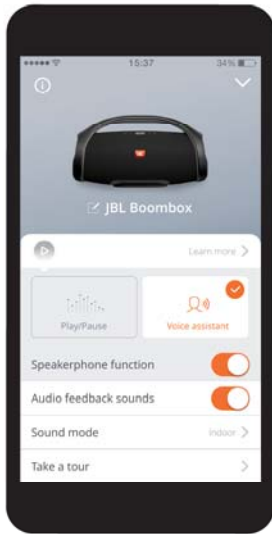 15:37
34%
JBL Boombox
Learn more
Play/Pause
Voice assistant
Speakerphone function
Audio feedback sounds
Sound mode
Indoor
Take a tour